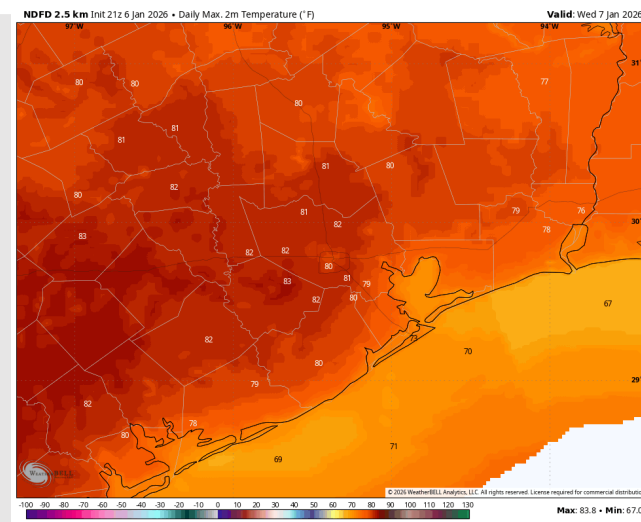 NDFD 2.5 km Init 21z 6 Jan 2026 • Daily Max. 2m Temperature (°F)
Valid: Wed 7 Jan 2026
97°W 96°W 95°W 94°W
31°
77
80 80
80
81 81
81 80
82
80
81 79 76
82 78 30°
83
82 82
80
83 81 79
82 80
67
73
82 70
80
79 29°
82
78
80
71
69
WeatherBELL
© 2026 WeatherBELL Analytics, LLC. All rights reserved. License required for commercial distributio
-100 -90 -80 -70 -60 -50 -40 -30 -20 -10 0 10 20 30 40 50 60 70 80 90 100 110 120 130
Max: 83.8 • Min: 67.